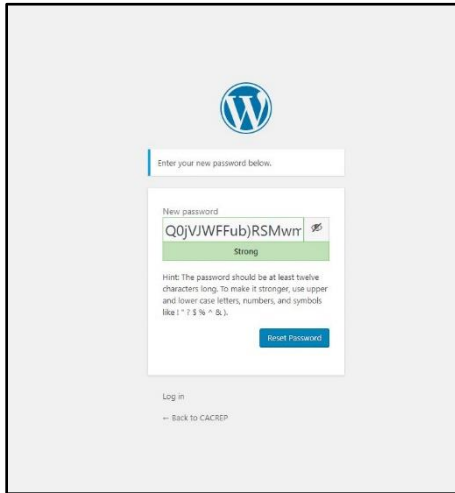 Enter your new password below.
New password
Q0jVJWFFub)RSMwm
Strong
Hint: The password should be at least twelve
characters long. To make it stronger, use upper
and lower case letters, numbers, and symbols
like ! " ? $ % ^ & ).
Reset Password
Log in
← Back to CACREP